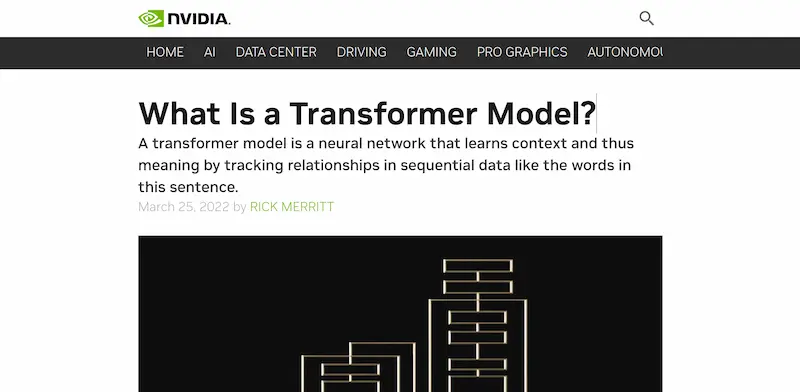 NVIDIA.
HOME AI DATA CENTER DRIVING GAMING PRO GRAPHICS AUTONOMOU
What Is a Transformer Model?
A transformer model is a neural network that learns context and thus
meaning by tracking relationships in sequential data like the words in
this sentence.
March 25, 2022 by RICK MERRITT